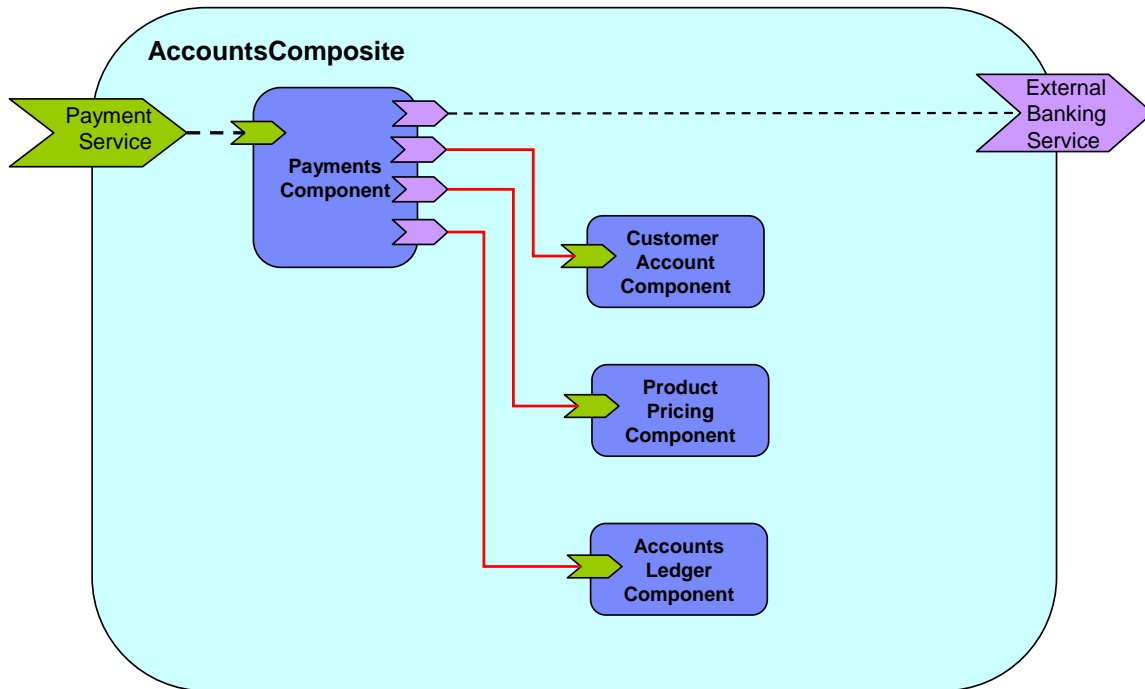 AccountsComposite
Payment
Service
Payments
Component
External
Banking
Service
Customer
Account
Component
Product
Pricing
Component
Accounts
Ledger
Component